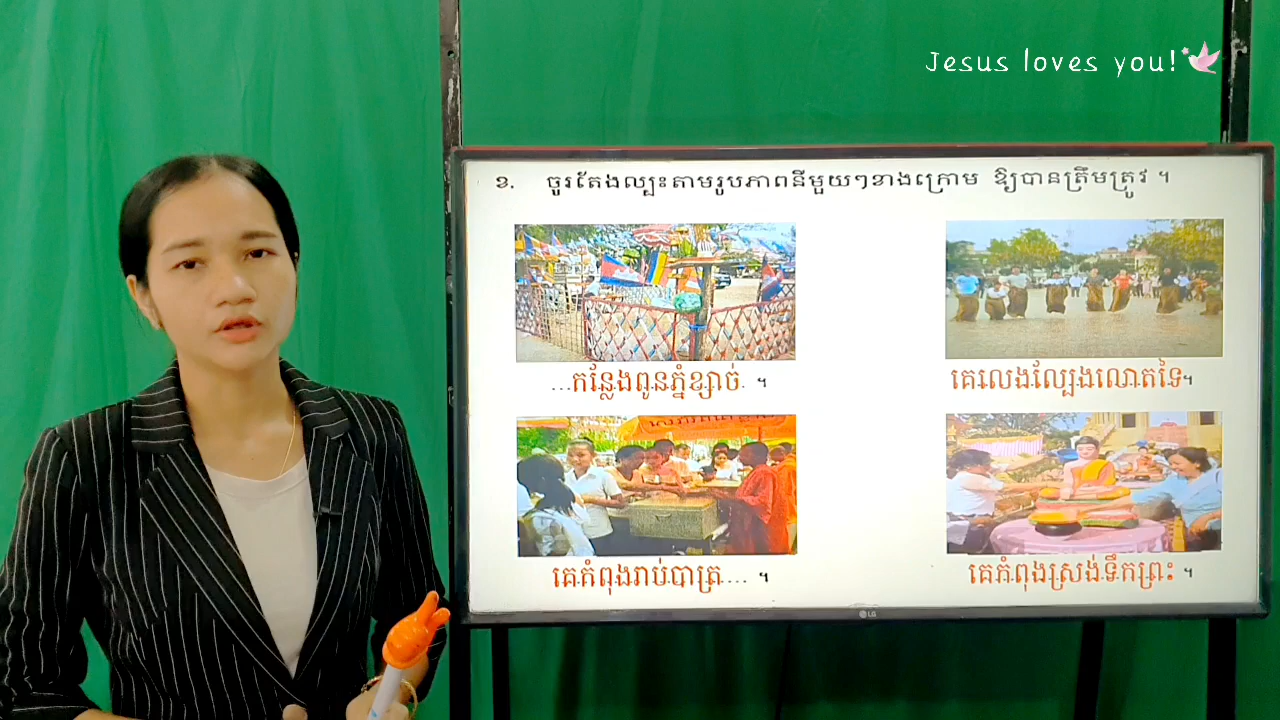 Jesus loves you!
ខ. ចូរតែងល្បះតាមរូបភាពនីមួយៗខាងក្រោម ឱ្យបានត្រឹមត្រូវ ។
...កន្លែងពូនភ្នំខ្សាច់. ។
គេលេងល្បែងលោតទៃ។
គេកំពុងរាប់បាត្រ.... ។
គេកំពុងស្រង់ទឹកព្រះ ។
LG